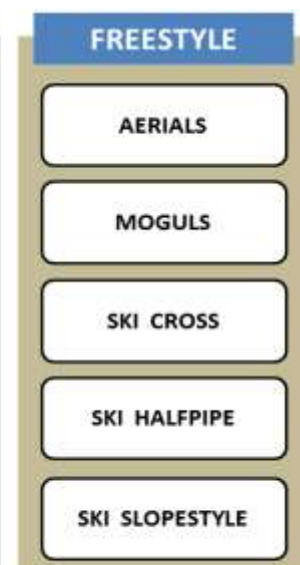 FREESTYLE
AERIALS
MOGULS
SKI CROSS
SKI HALFPIPE
SKI SLOPESTYLE